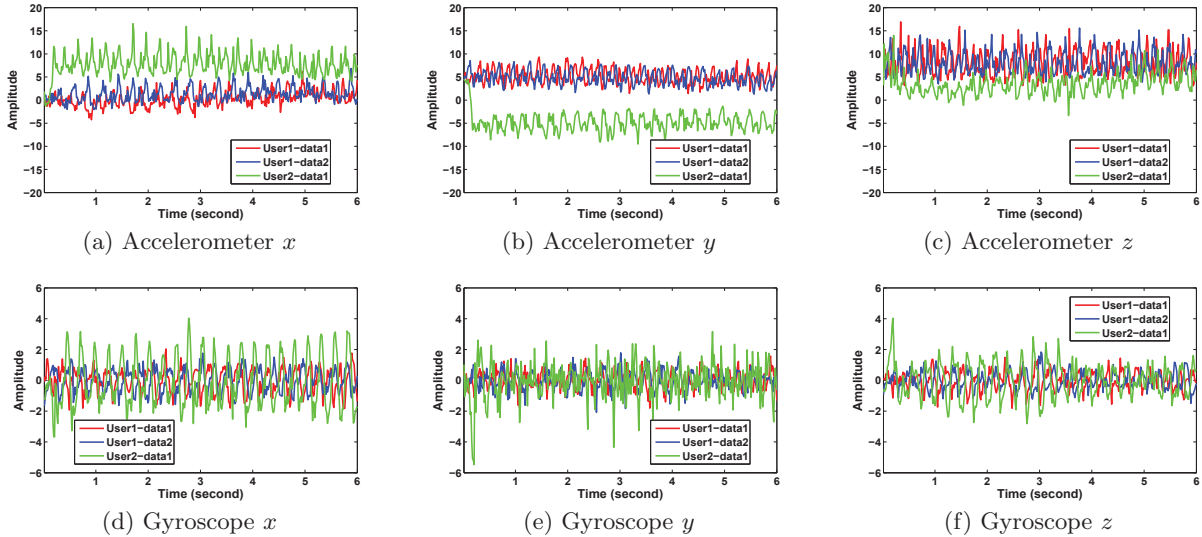 20
15
10
5
0
−5
−10
−15
−20
Amplitude
User1−data1
User1−data2
User2−data1
1 2 3 4 5 6
Time (second)
(a) Accelerometer x
20
15
10
5
0
−5
−10
−15
−20
Amplitude
User1−data1
User1−data2
User2−data1
1 2 3 4 5 6
Time (second)
(b) Accelerometer y
20
15
10
5
0
−5
−10
−15
−20
Amplitude
User1−data1
User1−data2
User2−data1
1 2 3 4 5 6
Time (second)
(c) Accelerometer z
6
4
2
0
−2
−4
−6
Amplitude
User1−data1
User1−data2
User2−data1
1 2 3 4 5 6
Time (second)
(d) Gyroscope x
6
4
2
0
−2
−4
−6
Amplitude
User1−data1
User1−data2
User2−data1
1 2 3 4 5 6
Time (second)
(e) Gyroscope y
6
4
2
0
−2
−4
−6
Amplitude
User1−data1
User1−data2
User2−data1
1 2 3 4 5 6
Time (second)
(f) Gyroscope z